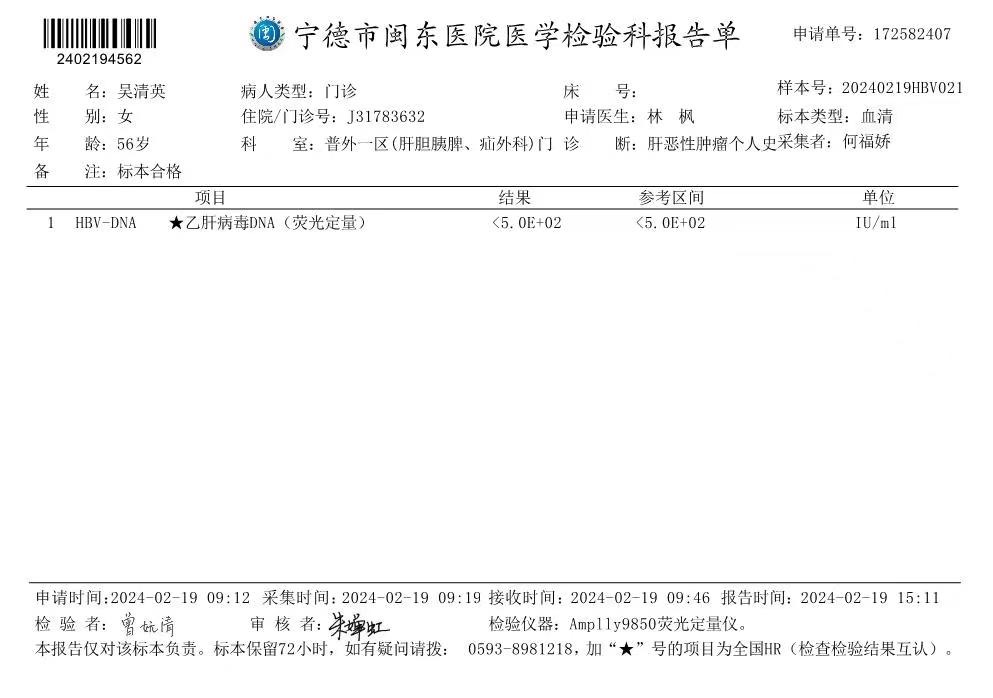 2402194562
宁德市闽东医院医学检验科报告单
申请单号：172582407
姓 名：吴清英 病人类型：门诊 床 号： 样本号：20240219HBV021
性 别：女 住院/门诊号：J31783632 申请医生：林 枫 标本类型：血清
年 龄：56岁 科 室：普外一区(肝胆胰脾、疝外科)门 诊 断：肝恶性肿瘤个人史 采集者：何福娇
备 注：标本合格
项目 结果 参考区间 单位
1 HBV-DNA ★乙肝病毒DNA（荧光定量） <5.0E+02 <5.0E+02 IU/ml
申请时间:2024-02-19 09:12 采集时间：2024-02-19 09:19 接收时间：2024-02-19 09:46 报告时间：2024-02-19 15:11
检 验 者： 审 核 者：朱婵虹 检验仪器：Amplly9850荧光定量仪。
本报告仅对该标本负责。标本保留72小时，如有疑问请拨： 0593-8981218，加“★”号的项目为全国HR（检查检验结果互认）。